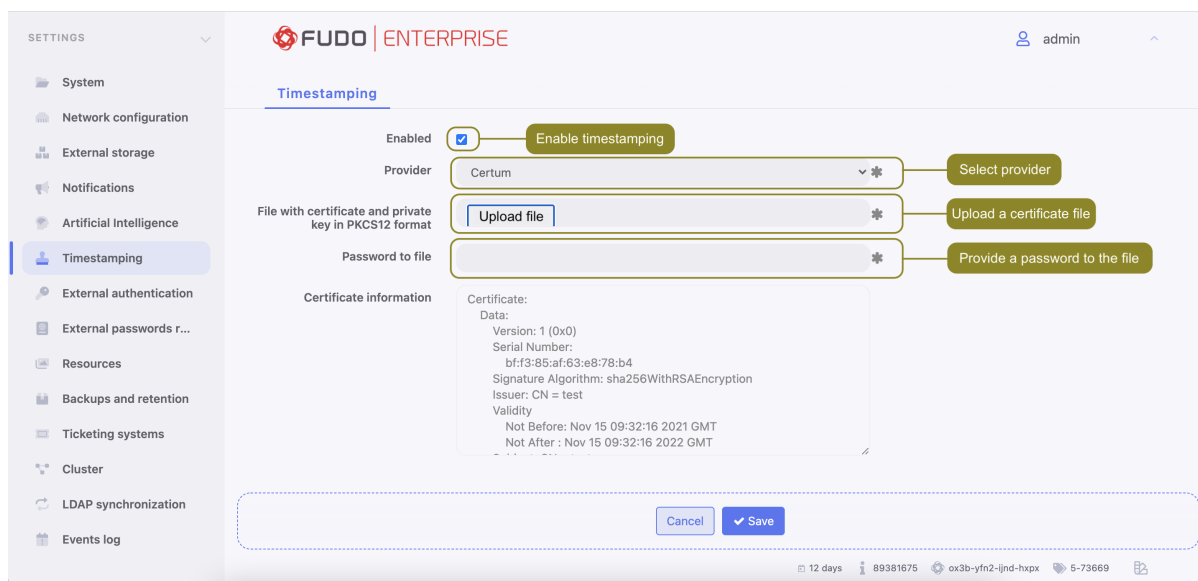 SETTINGS
FUDO ENTERPRISE
admin
System
Network configuration
External storage
Notifications
Artificial Intelligence
Timestamping
External authentication
External passwords r...
Resources
Backups and retention
Ticketing systems
Cluster
LDAP synchronization
Events log
Timestamping
Enabled
Enable timestamping
Provider
Certum
Select provider
File with certificate and private
key in PKCS12 format
Upload file
Upload a certificate file
Password to file
Provide a password to the file
Certificate information
Certificate:
Data:
Version: 1 (0x0)
Serial Number:
bf:f3:85:af:63:e8:78:b4
Signature Algorithm: sha256WithRSAEncryption
Issuer: CN = test
Validity
Not Before: Nov 15 09:32:16 2021 GMT
Not After : Nov 15 09:32:16 2022 GMT
Cancel
Save
12 days
89381675
ox3b-yfn2-ijnd-hxpx
5-73669